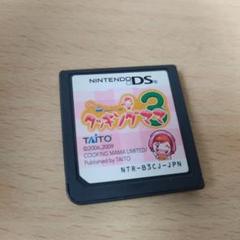 NINTENDO DS
クッキングママ3
TAITO
©2006,2009
COOKING MAMA LIMITED/
Published by TAITO
NTR-B3CJ-JPN